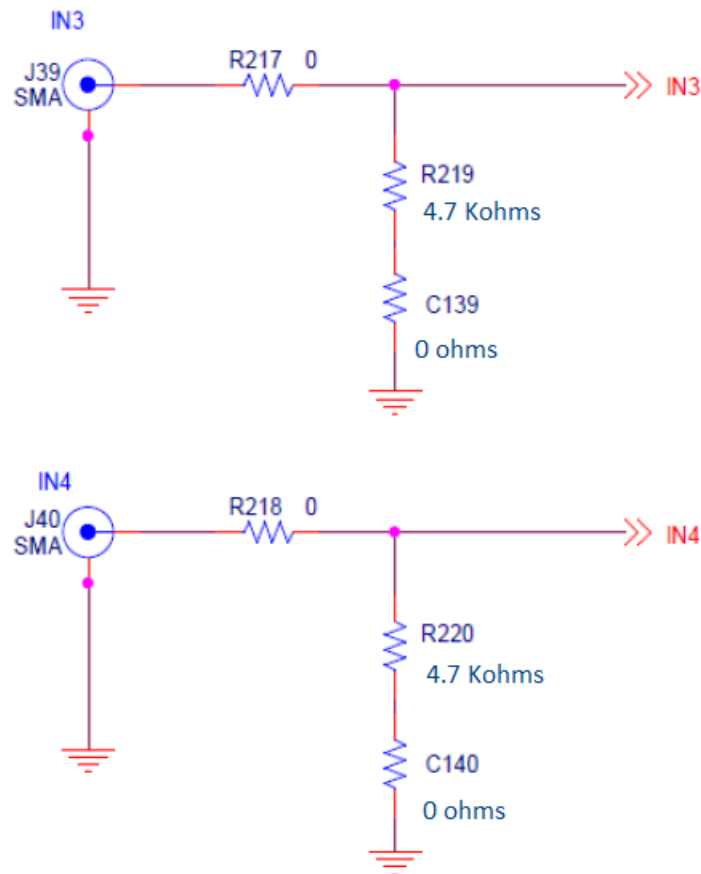 IN3
J39
SMA
R217 0
IN3
R219
4.7 Kohms
C139
0 ohms
IN4
J40
SMA
R218 0
IN4
R220
4.7 Kohms
C140
0 ohms